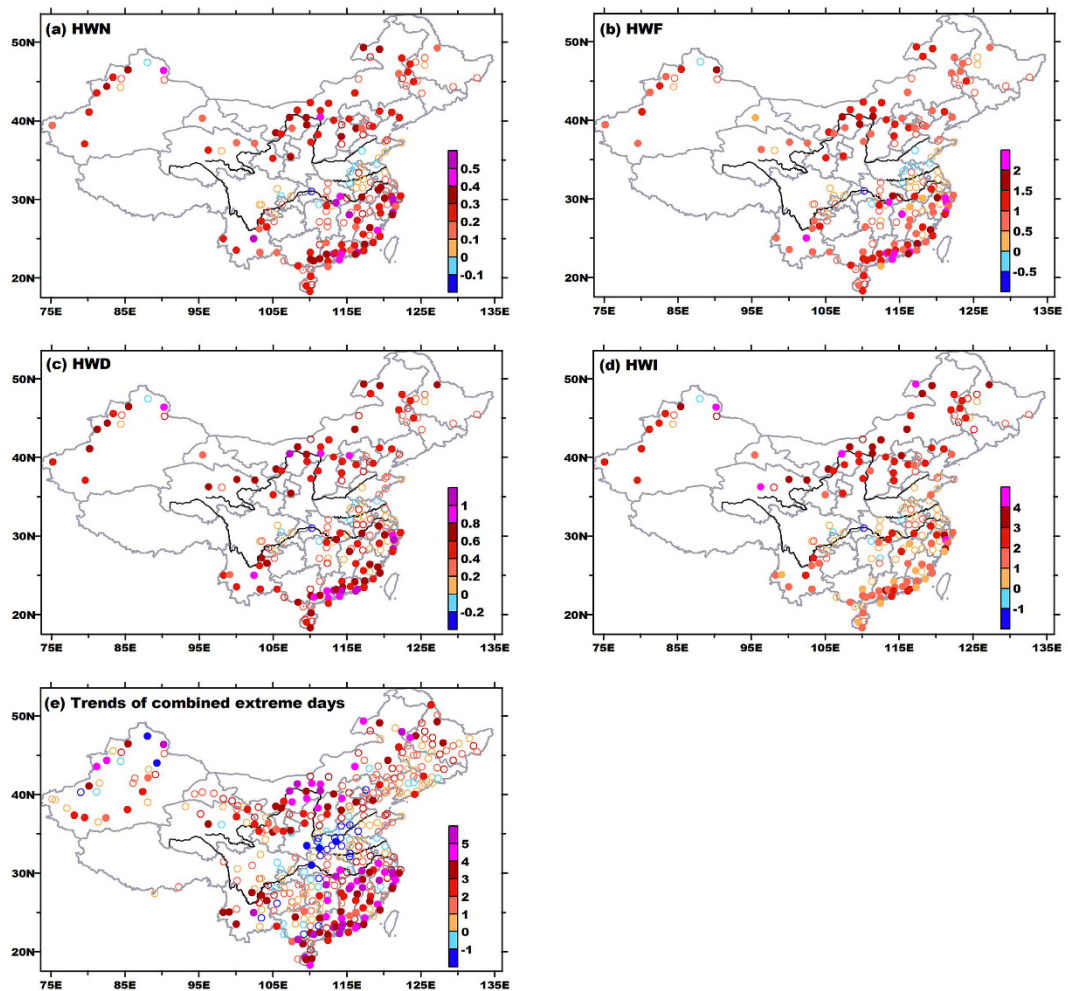 (a) HWN
50N
40N
30N
20N
75E 85E 95E 105E 115E 125E 135E
0.5
0.4
0.3
0.2
0.1
0
-0.1
(b) HWF
50N
40N
30N
20N
75E 85E 95E 105E 115E 125E 135E
2
1.5
1
0.5
0
-0.5
(c) HWD
50N
40N
30N
20N
75E 85E 95E 105E 115E 125E 135E
1
0.8
0.6
0.4
0.2
0
-0.2
(d) HWI
50N
40N
30N
20N
75E 85E 95E 105E 115E 125E 135E
4
3
2
1
0
-1
(e) Trends of combined extreme days
50N
40N
30N
20N
75E 85E 95E 105E 115E 125E 135E
5
4
3
2
1
0
-1